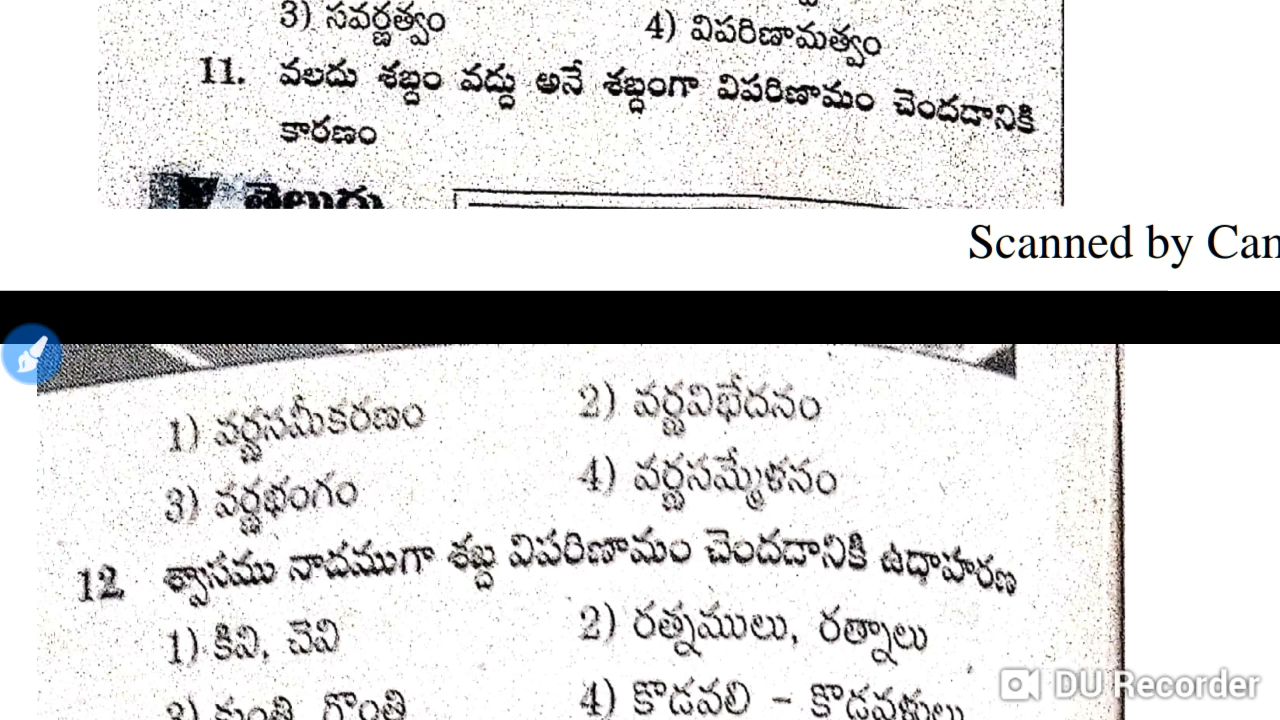 3) సవర్ణత్వం 4) విపరిణామత్వం
11. వలదు శబ్దం వద్దు అనే శబ్దంగా విపరిణామం చెందడానికి
కారణం
తెలుగు
Scanned by Can
1) వర్ణసమీకరణం 2) వర్ణవిభేదనం
3) వర్ణభంగం 4) వర్ణసమ్మేళనం
12. శ్వాసము నాదముగా శబ్ద విపరిణామం చెందడానికి ఉదాహరణ
1) కివి, చెవి 2) రత్నములు, రత్నాలు
3) కుంతి, గొంతి 4) కొడవలి - కొడవళులు
DU Recorder